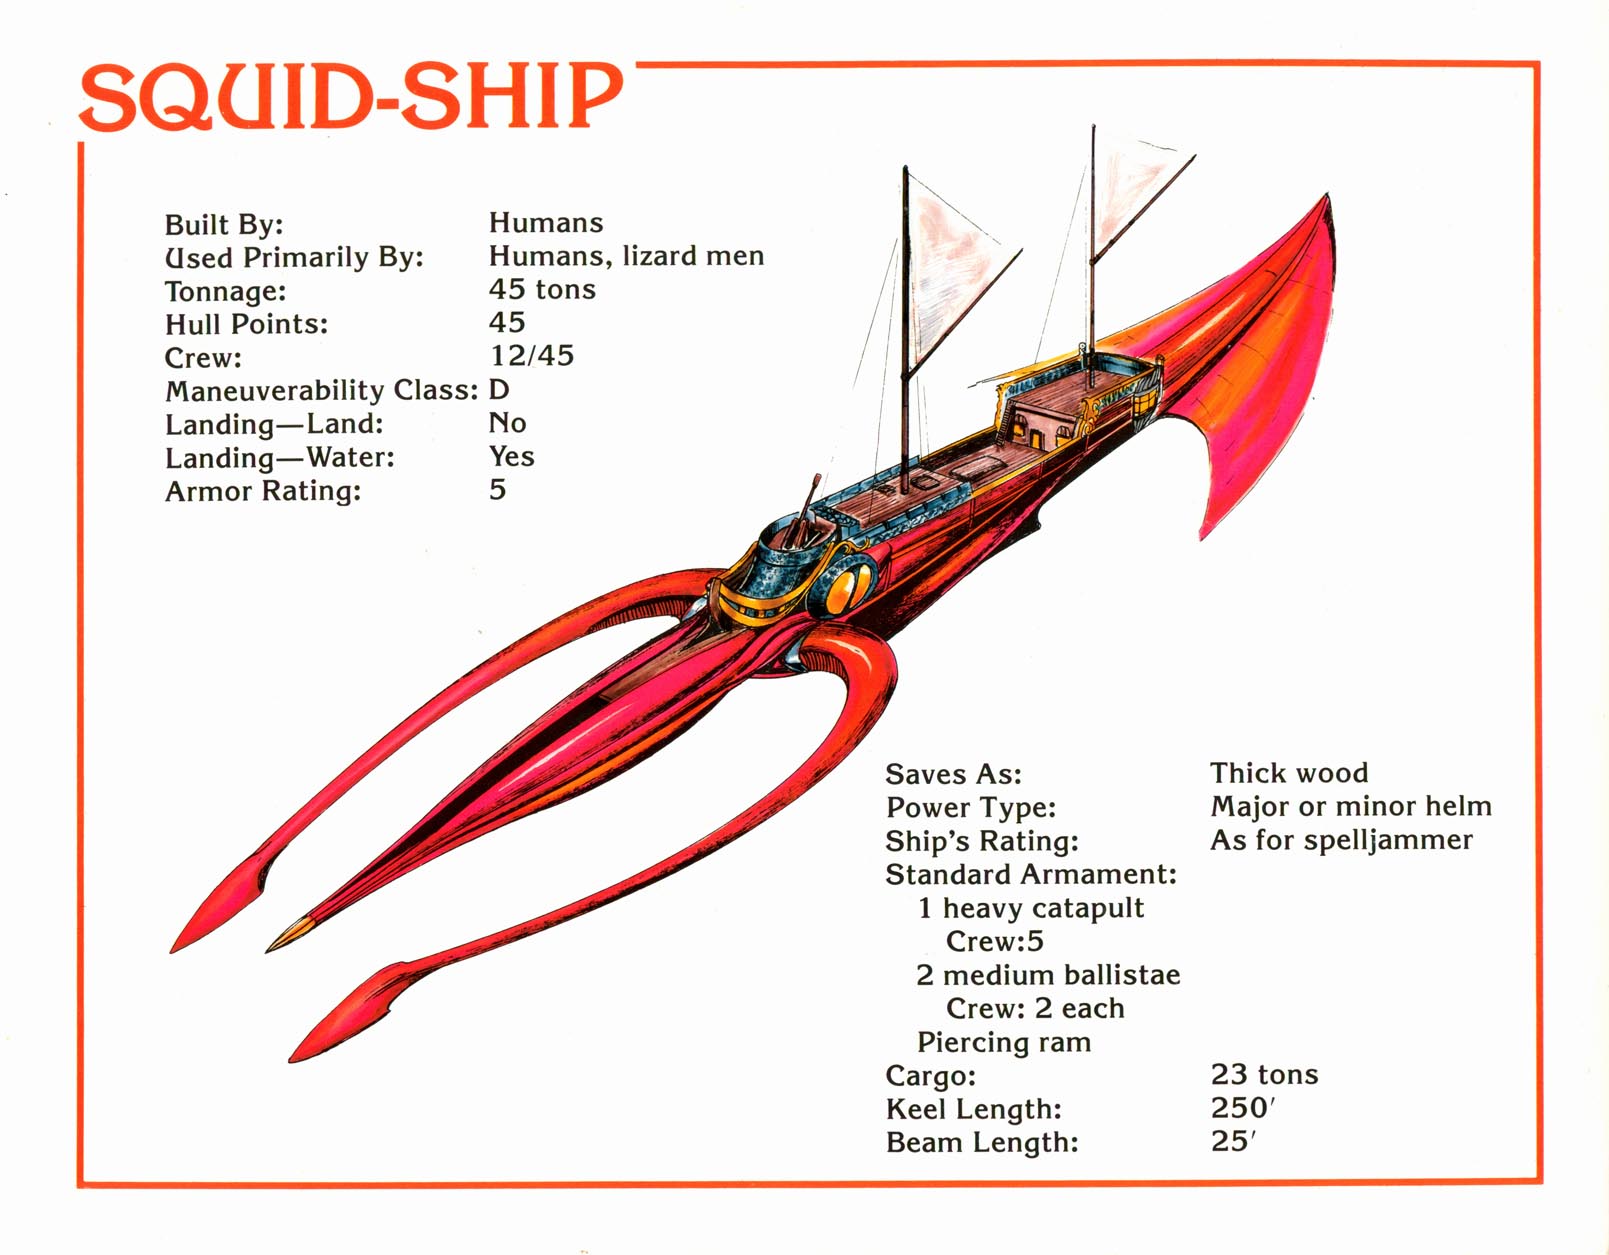 SQUID-SHIP
Built By: Humans
Used Primarily By: Humans, lizard men
Tonnage: 45 tons
Hull Points: 45
Crew: 12/45
Maneuverability Class: D
Landing—Land: No
Landing—Water: Yes
Armor Rating: 5
Saves As: Thick wood
Power Type: Major or minor helm
Ship's Rating: As for spelljammer
Standard Armament:
1 heavy catapult
Crew:5
2 medium ballistae
Crew: 2 each
Piercing ram
Cargo: 23 tons
Keel Length: 250′
Beam Length: 25′